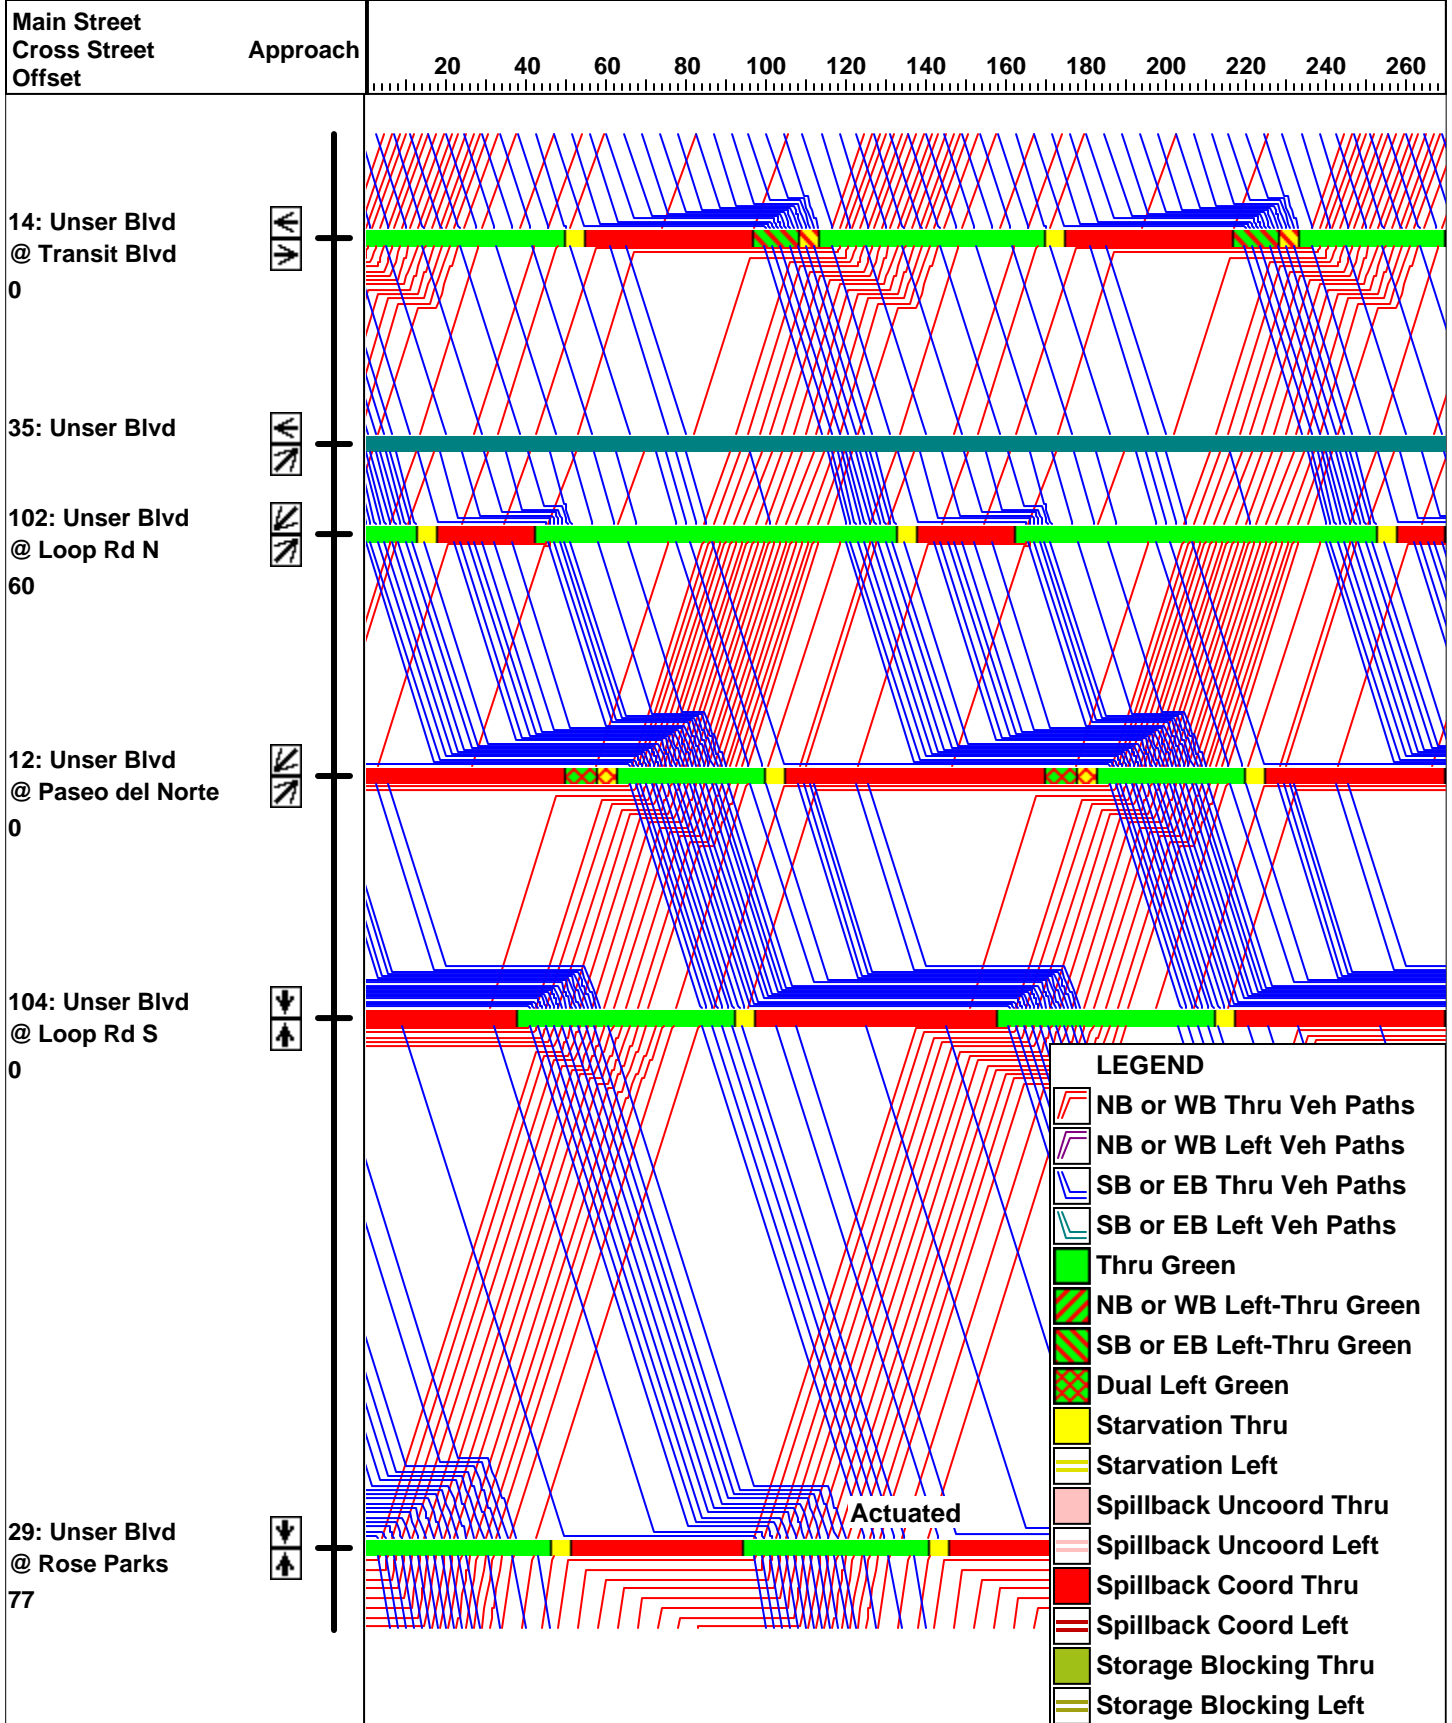 Main Street
Cross Street Approach
Offset
20 40 60 80 100 120 140 160 180 200 220 240 260
14: Unser Blvd
@ Transit Blvd
0
35: Unser Blvd
102: Unser Blvd
@ Loop Rd N
60
12: Unser Blvd
@ Paseo del Norte
0
104: Unser Blvd
@ Loop Rd S
0
Actuated
29: Unser Blvd
@ Rose Parks
77
LEGEND
NB or WB Thru Veh Paths
NB or WB Left Veh Paths
SB or EB Thru Veh Paths
SB or EB Left Veh Paths
Thru Green
NB or WB Left-Thru Green
SB or EB Left-Thru Green
Dual Left Green
Starvation Thru
Starvation Left
Spillback Uncoord Thru
Spillback Uncoord Left
Spillback Coord Thru
Spillback Coord Left
Storage Blocking Thru
Storage Blocking Left